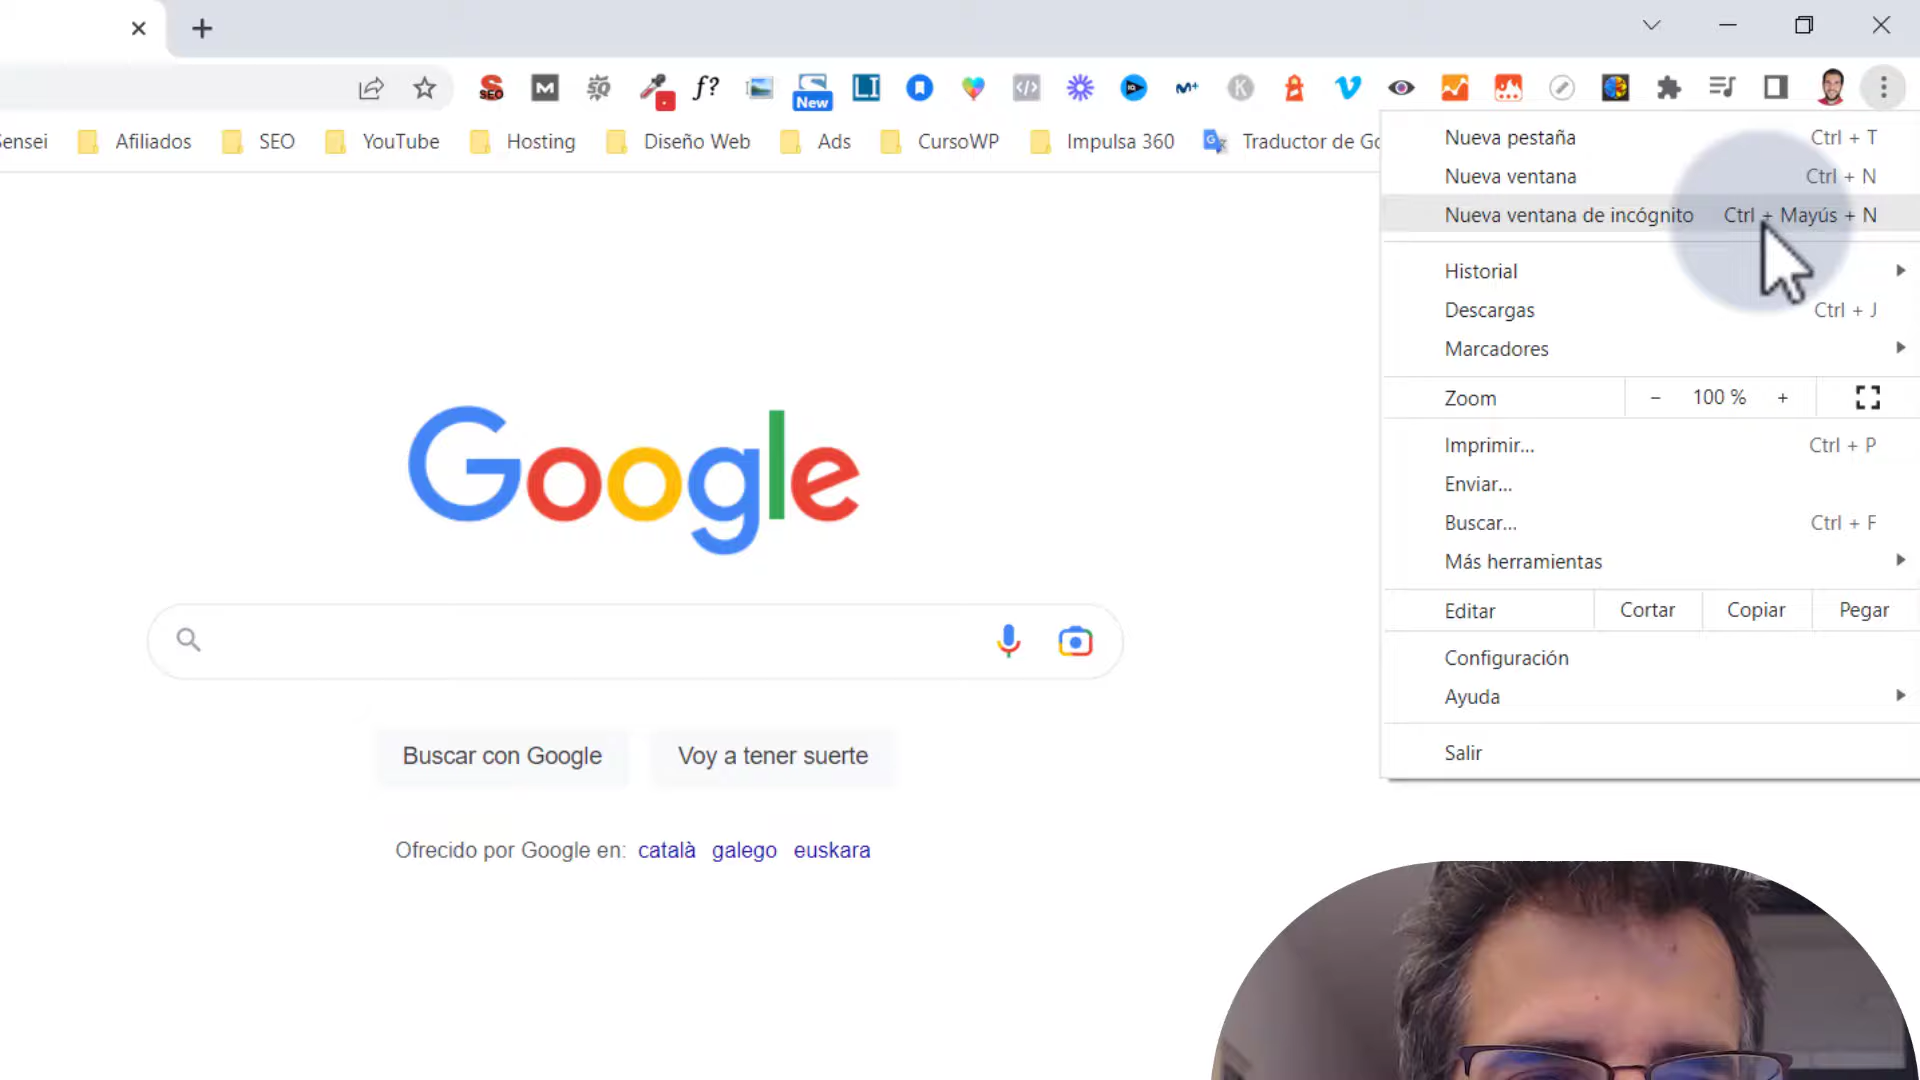 SEO
M
f?
New
LI
M+
K
ensei
Afiliados
SEO
YouTube
Hosting
Diseño Web
Ads
CursoWP
Impulsa 360
Traductor de Go
Nueva pestaña Ctrl + T
Nueva ventana Ctrl + N
Nueva ventana de incógnito Ctrl + Mayús + N
Historial
Descargas Ctrl + J
Marcadores
Zoom - 100 % +
Imprimir... Ctrl + P
Enviar...
Buscar... Ctrl + F
Más herramientas
Editar Cortar Copiar Pegar
Configuración
Ayuda
Salir
Google
Buscar con Google
Voy a tener suerte
Ofrecido por Google en: català galego euskara